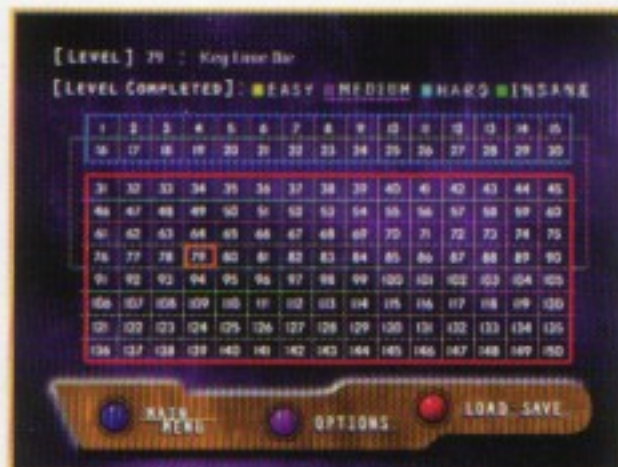 [LEVEL] 79 : Key Lime Die
[LEVEL COMPLETED]: EASY MEDIUM HARD INSANE
1 2 3 4 5 6 7 8 9 10 11 12 13 14 15
16 17 18 19 20 21 22 23 24 25 26 27 28 29 30
31 32 33 34 35 36 37 38 39 40 41 42 43 44 45
46 47 48 49 50 51 52 53 54 55 56 57 58 59 60
61 62 63 64 65 66 67 68 69 70 71 72 73 74 75
76 77 78 79 80 81 82 83 84 85 86 87 88 89 90
91 92 93 94 95 96 97 98 99 100 101 102 103 104 105
106 107 108 109 110 111 112 113 114 115 116 117 118 119 120
121 122 123 124 125 126 127 128 129 130 131 132 133 134 135
136 137 138 139 140 141 142 143 144 145 146 147 148 149 150
MAIN MENU
OPTIONS
LOAD SAVE